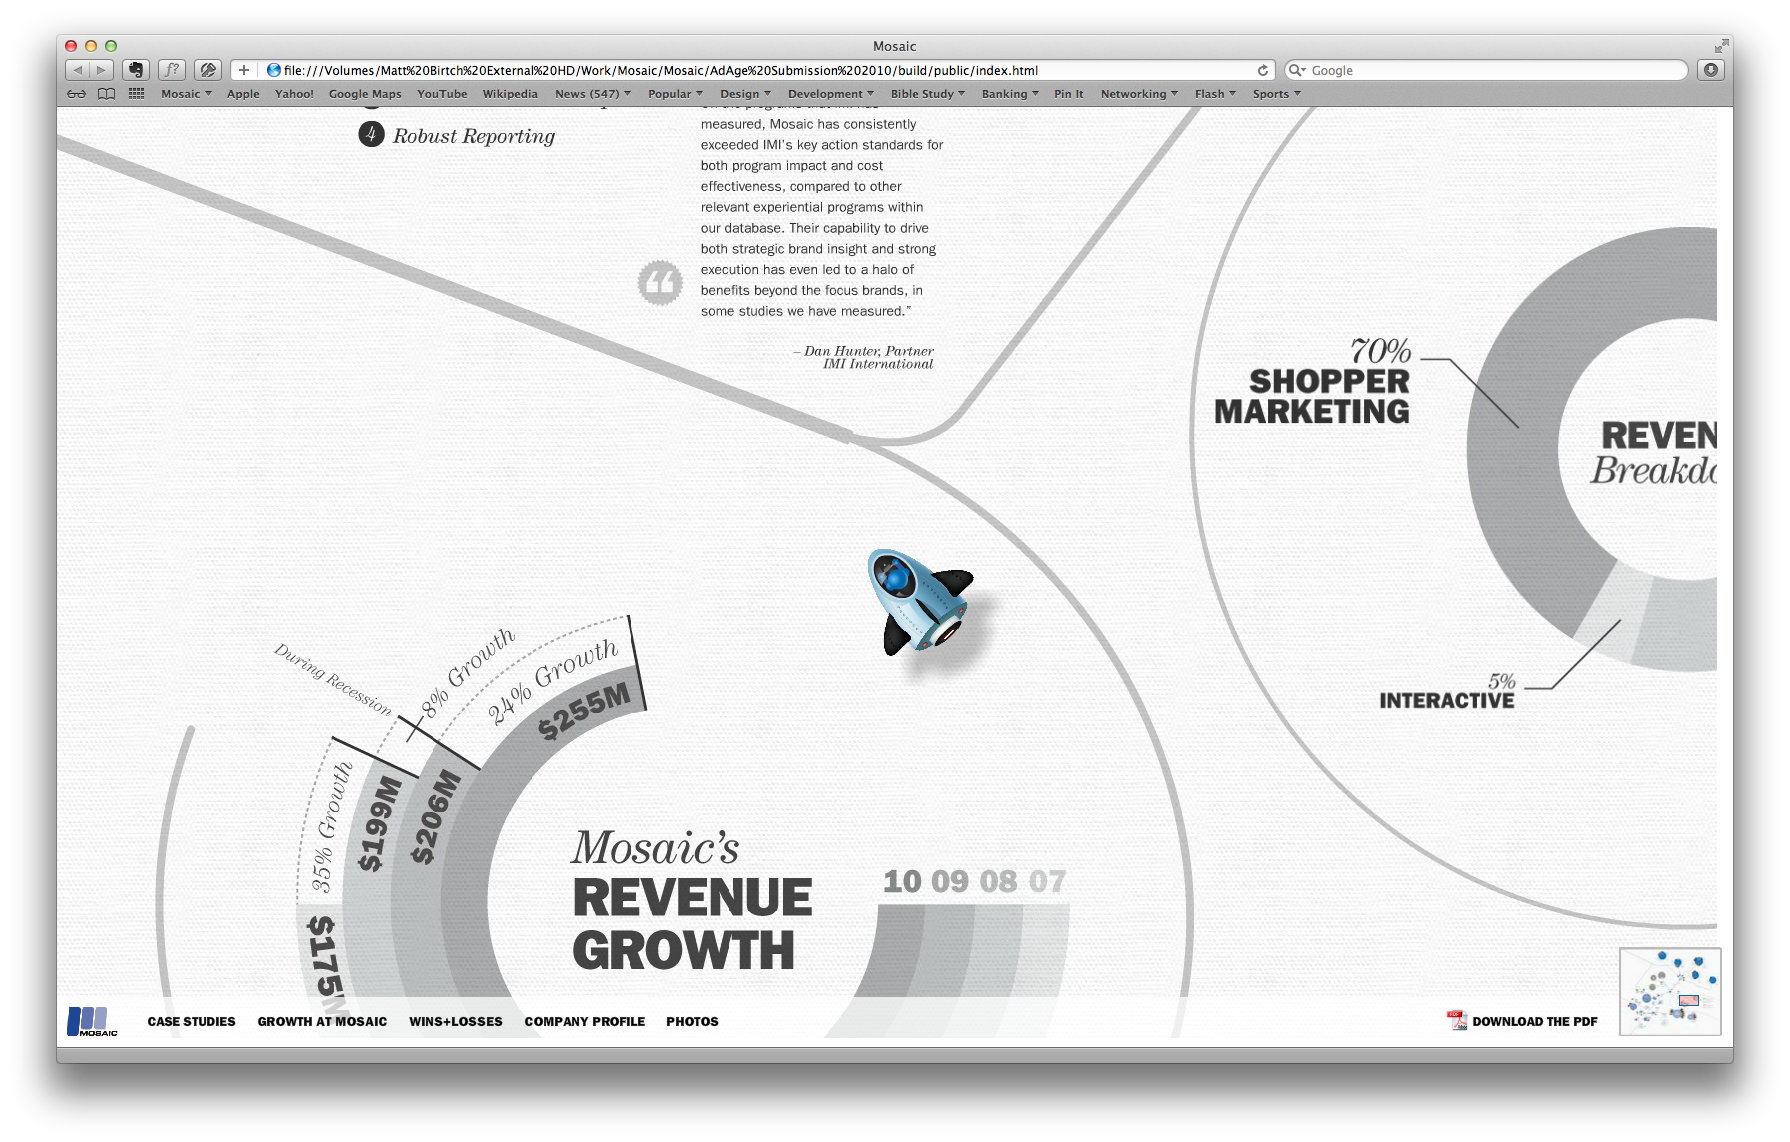 Mosaic
file:///Volumes/Matt%20Birtch%20External%20HD/Work/Mosaic/Mosaic/AdAge%20Submission%202010/build/public/index.html
Google
Mosaic Apple Yahoo! Google Maps YouTube Wikipedia News (547) Popular Design Development Bible Study Banking Pin It Networking Flash Sports
4 Robust Reporting
measured, Mosaic has consistently
exceeded IMI's key action standards for
both program impact and cost
effectiveness, compared to other
relevant experiential programs within
our database. Their capability to drive
both strategic brand insight and strong
execution has even led to a halo of
benefits beyond the focus brands, in
some studies we have measured.”
– Dan Hunter, Partner
IMI International
70%
SHOPPER
MARKETING
REVEN
Breakdo
5%
INTERACTIVE
During Recession
8% Growth
24% Growth
$255M
35% Growth
$199M
$206M
$175M
Mosaic's
REVENUE
GROWTH
10 09 08 07
MOSAIC
CASE STUDIES GROWTH AT MOSAIC WINS+LOSSES COMPANY PROFILE PHOTOS
DOWNLOAD THE PDF